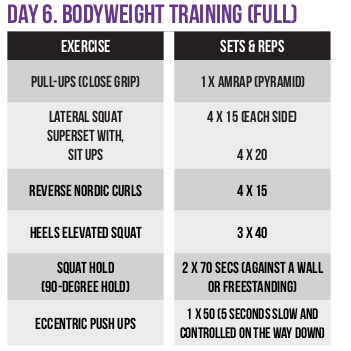 DAY 6. BODYWEIGHT TRAINING (FULL)
EXERCISE
SETS & REPS
PULL-UPS (CLOSE GRIP)
1 X AMRAP (PYRAMID)
LATERAL SQUAT
SUPERSET WITH,
SIT UPS
4 X 15 (EACH SIDE)
4 X 20
REVERSE NORDIC CURLS
4 X 15
HEELS ELEVATED SQUAT
3 X 40
SQUAT HOLD
(90-DEGREE HOLD)
2 X 70 SECS (AGAINST A WALL
OR FREESTANDING)
ECCENTRIC PUSH UPS
1 X 50 (5 SECONDS SLOW AND
CONTROLLED ON THE WAY DOWN)